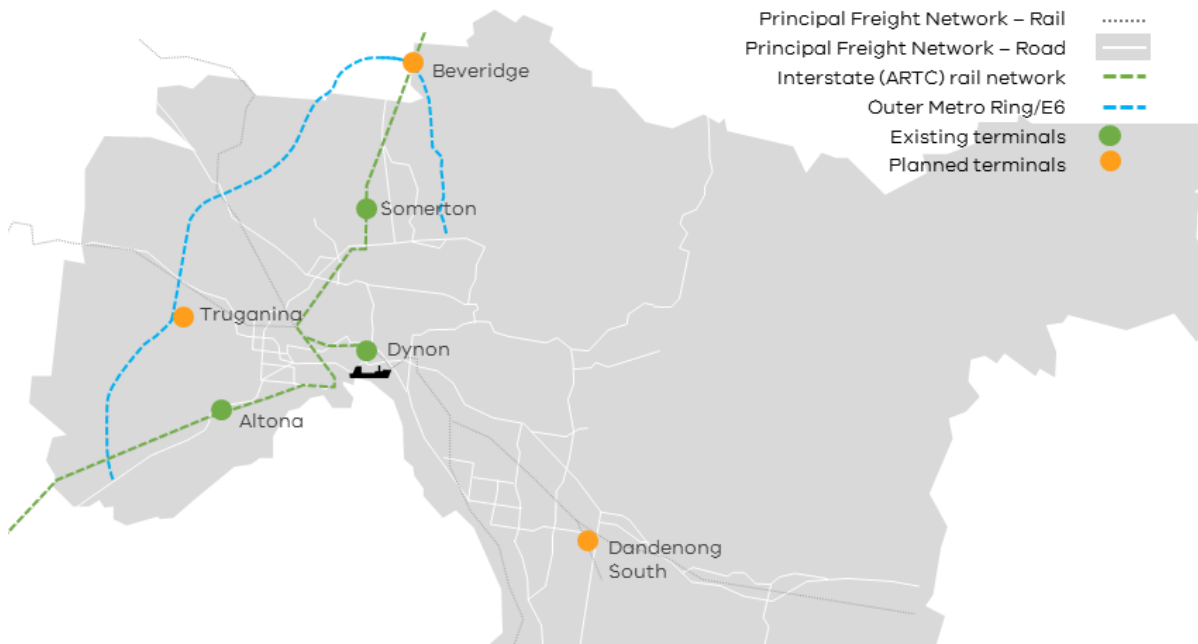 Principal Freight Network – Rail
Principal Freight Network – Road
Interstate (ARTC) rail network
Outer Metro Ring/E6
Existing terminals
Planned terminals
Beveridge
Somerton
Truganina
Dynon
Altona
Dandenong
South